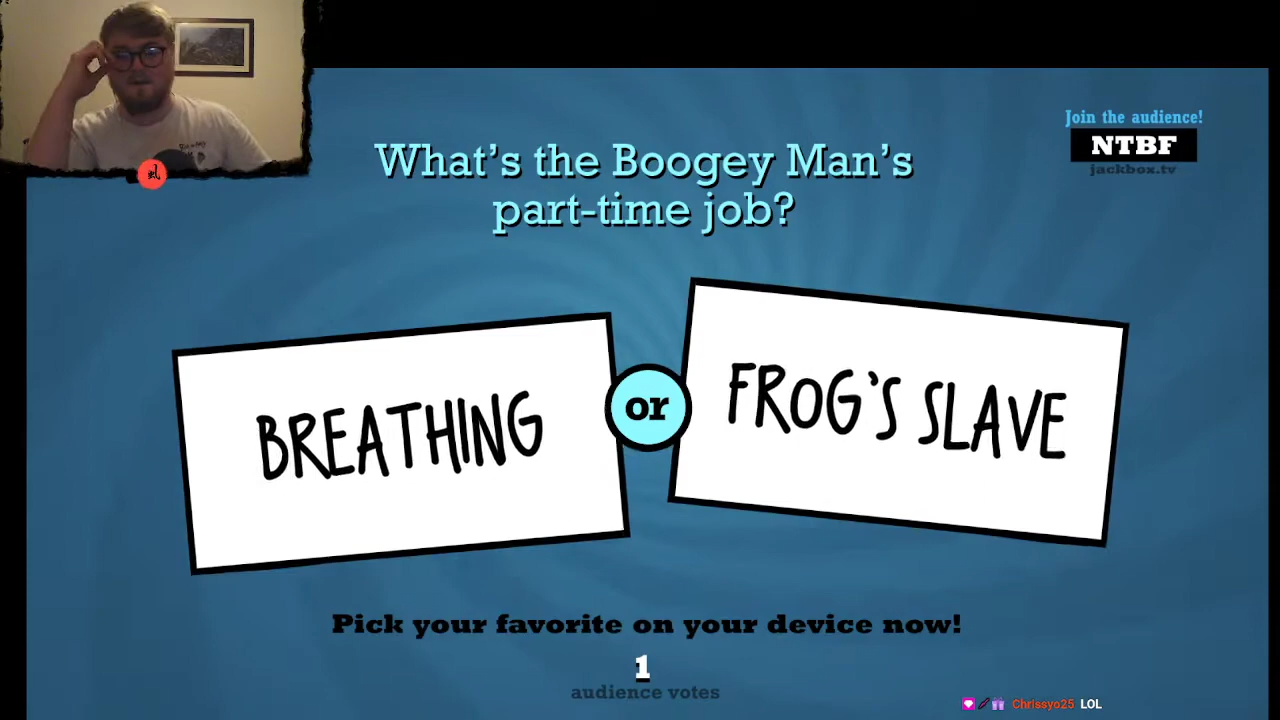 Join the audience!
NTBF
jackbox.tv
What's the Boogey Man's
part-time job?
BREATHING
or
FROG'S SLAVE
Pick your favorite on your device now!
1
audience votes
Chrissyo25 LOL